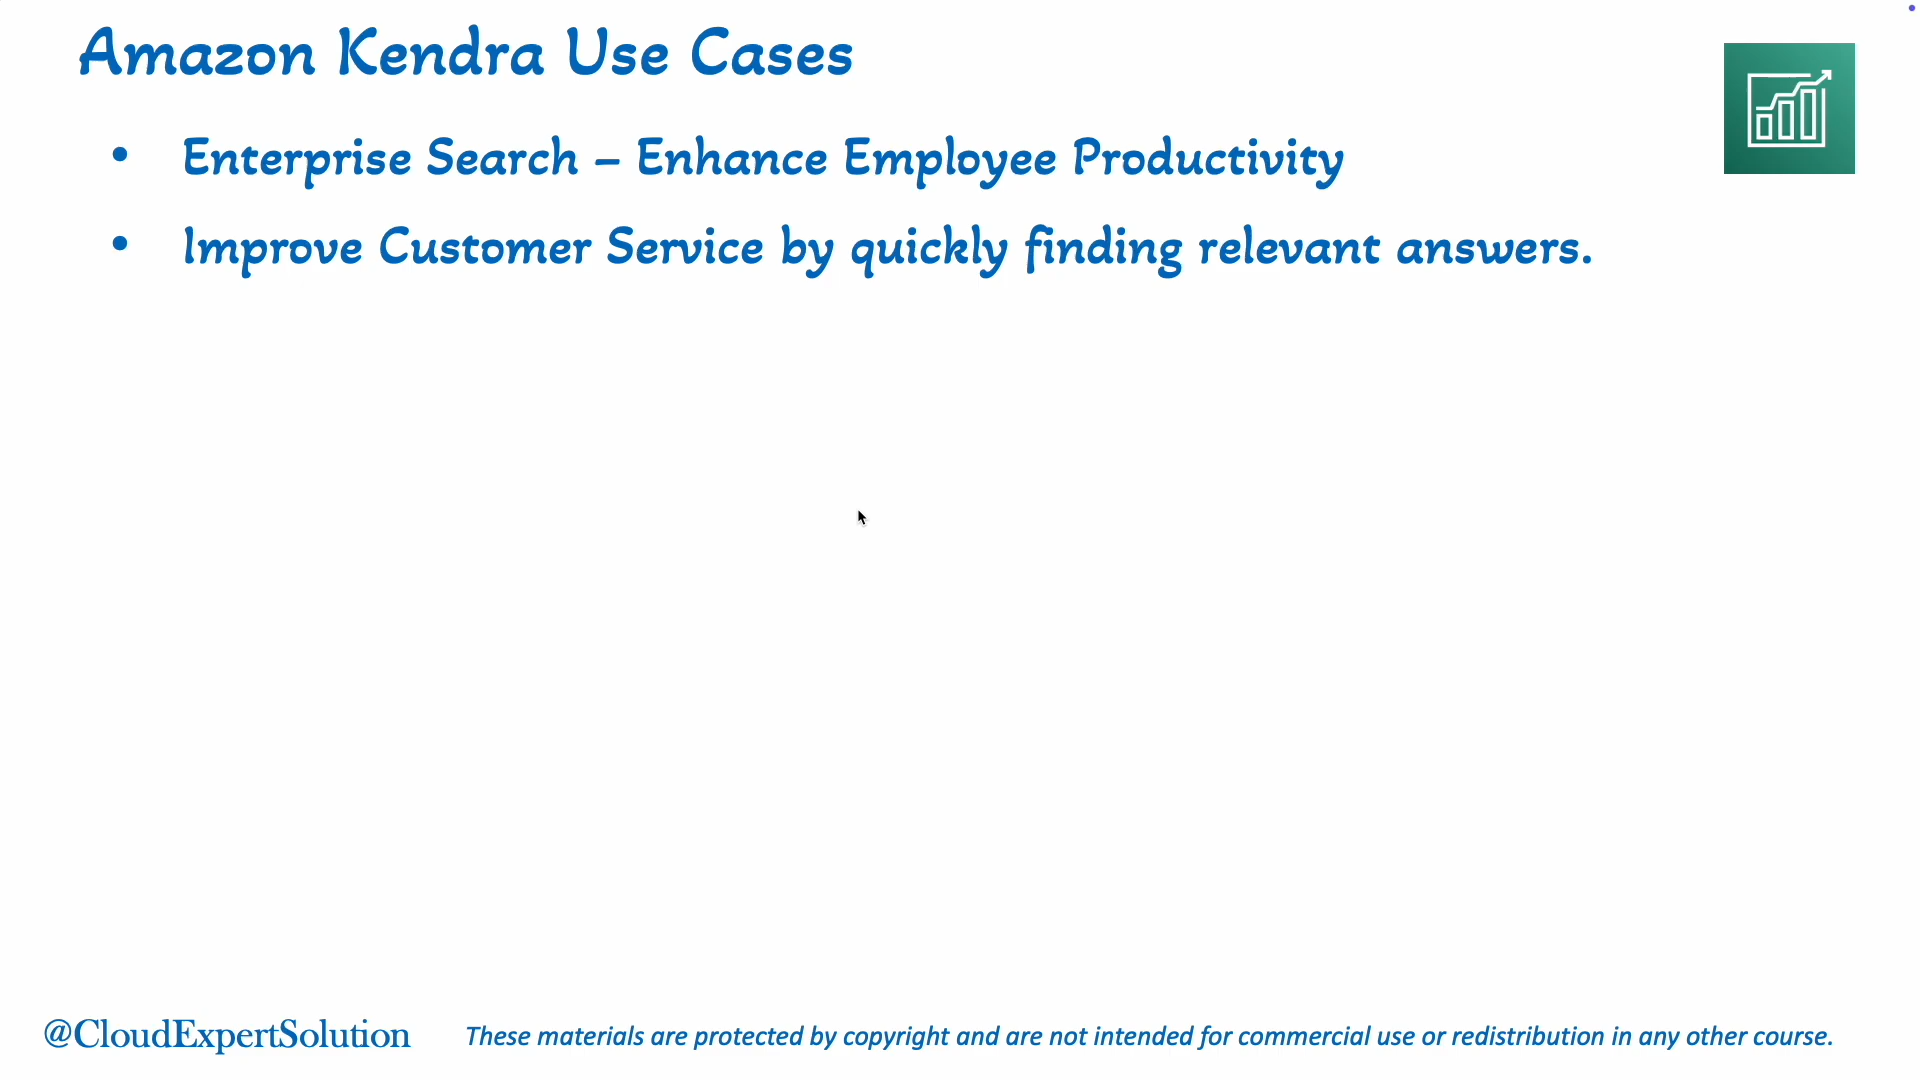 Amazon Kendra Use Cases
• Enterprise Search – Enhance Employee Productivity
• Improve Customer Service by quickly finding relevant answers.
@CloudExpertSolution These materials are protected by copyright and are not intended for commercial use or redistribution in any other course.